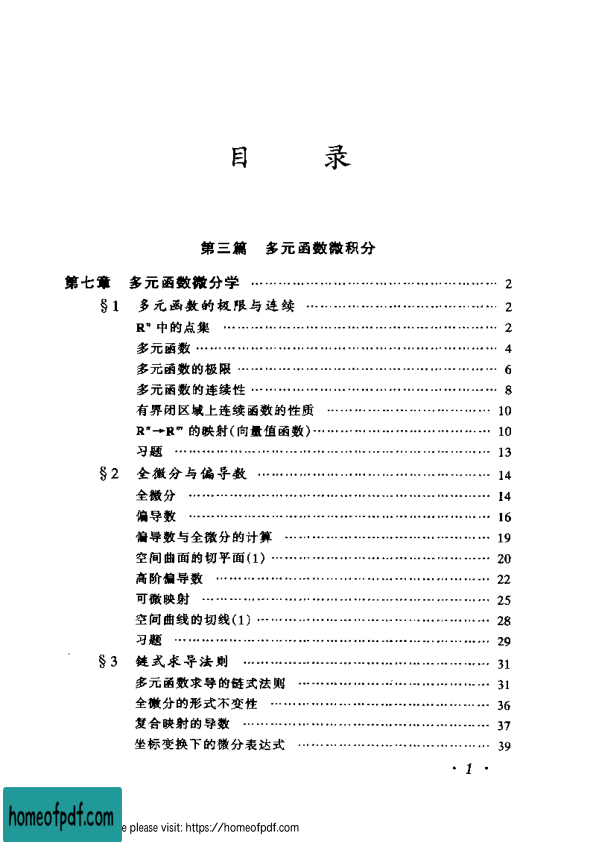 目 录
第三篇 多元函数微积分
第七章 多元函数微分学 …………………………………… 2
§1 多元函数的极限与连续 …………………………… 2
Rⁿ 中的点集 ………………………………………… 2
多元函数 …………………………………………… 4
多元函数的极限 …………………………………… 6
多元函数的连续性 ………………………………… 8
有界闭区域上连续函数的性质 ……………………… 10
Rⁿ→Rᵐ 的映射(向量值函数) ……………………… 10
习题 ………………………………………………… 13
§2 全微分与偏导数 …………………………………… 14
全微分 ……………………………………………… 14
偏导数 ……………………………………………… 16
偏导数与全微分的计算 …………………………… 19
空间曲面的切平面(1) ……………………………… 20
高阶偏导数 ………………………………………… 22
可微映射 …………………………………………… 25
空间曲线的切线(1) ………………………………… 28
习题 ………………………………………………… 29
§3 链式求导法则 ……………………………………… 31
多元函数求导的链式法则 ………………………… 31
全微分的形式不变性 ……………………………… 36
复合映射的导数 …………………………………… 37
坐标变换下的微分表达式 ………………………… 39
· 1 ·
homeofpdf.com
e please visit: https://homeofpdf.com